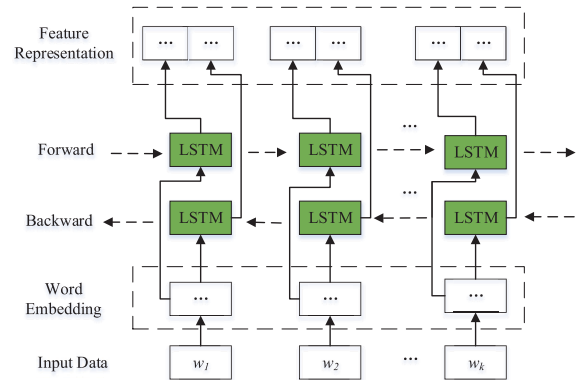 Feature
Representation
... ... ... ... ... ...
...
Forward LSTM LSTM LSTM
...
Backward LSTM LSTM LSTM
Word
Embedding
... ... ...
Input Data w1 w2 ... wk